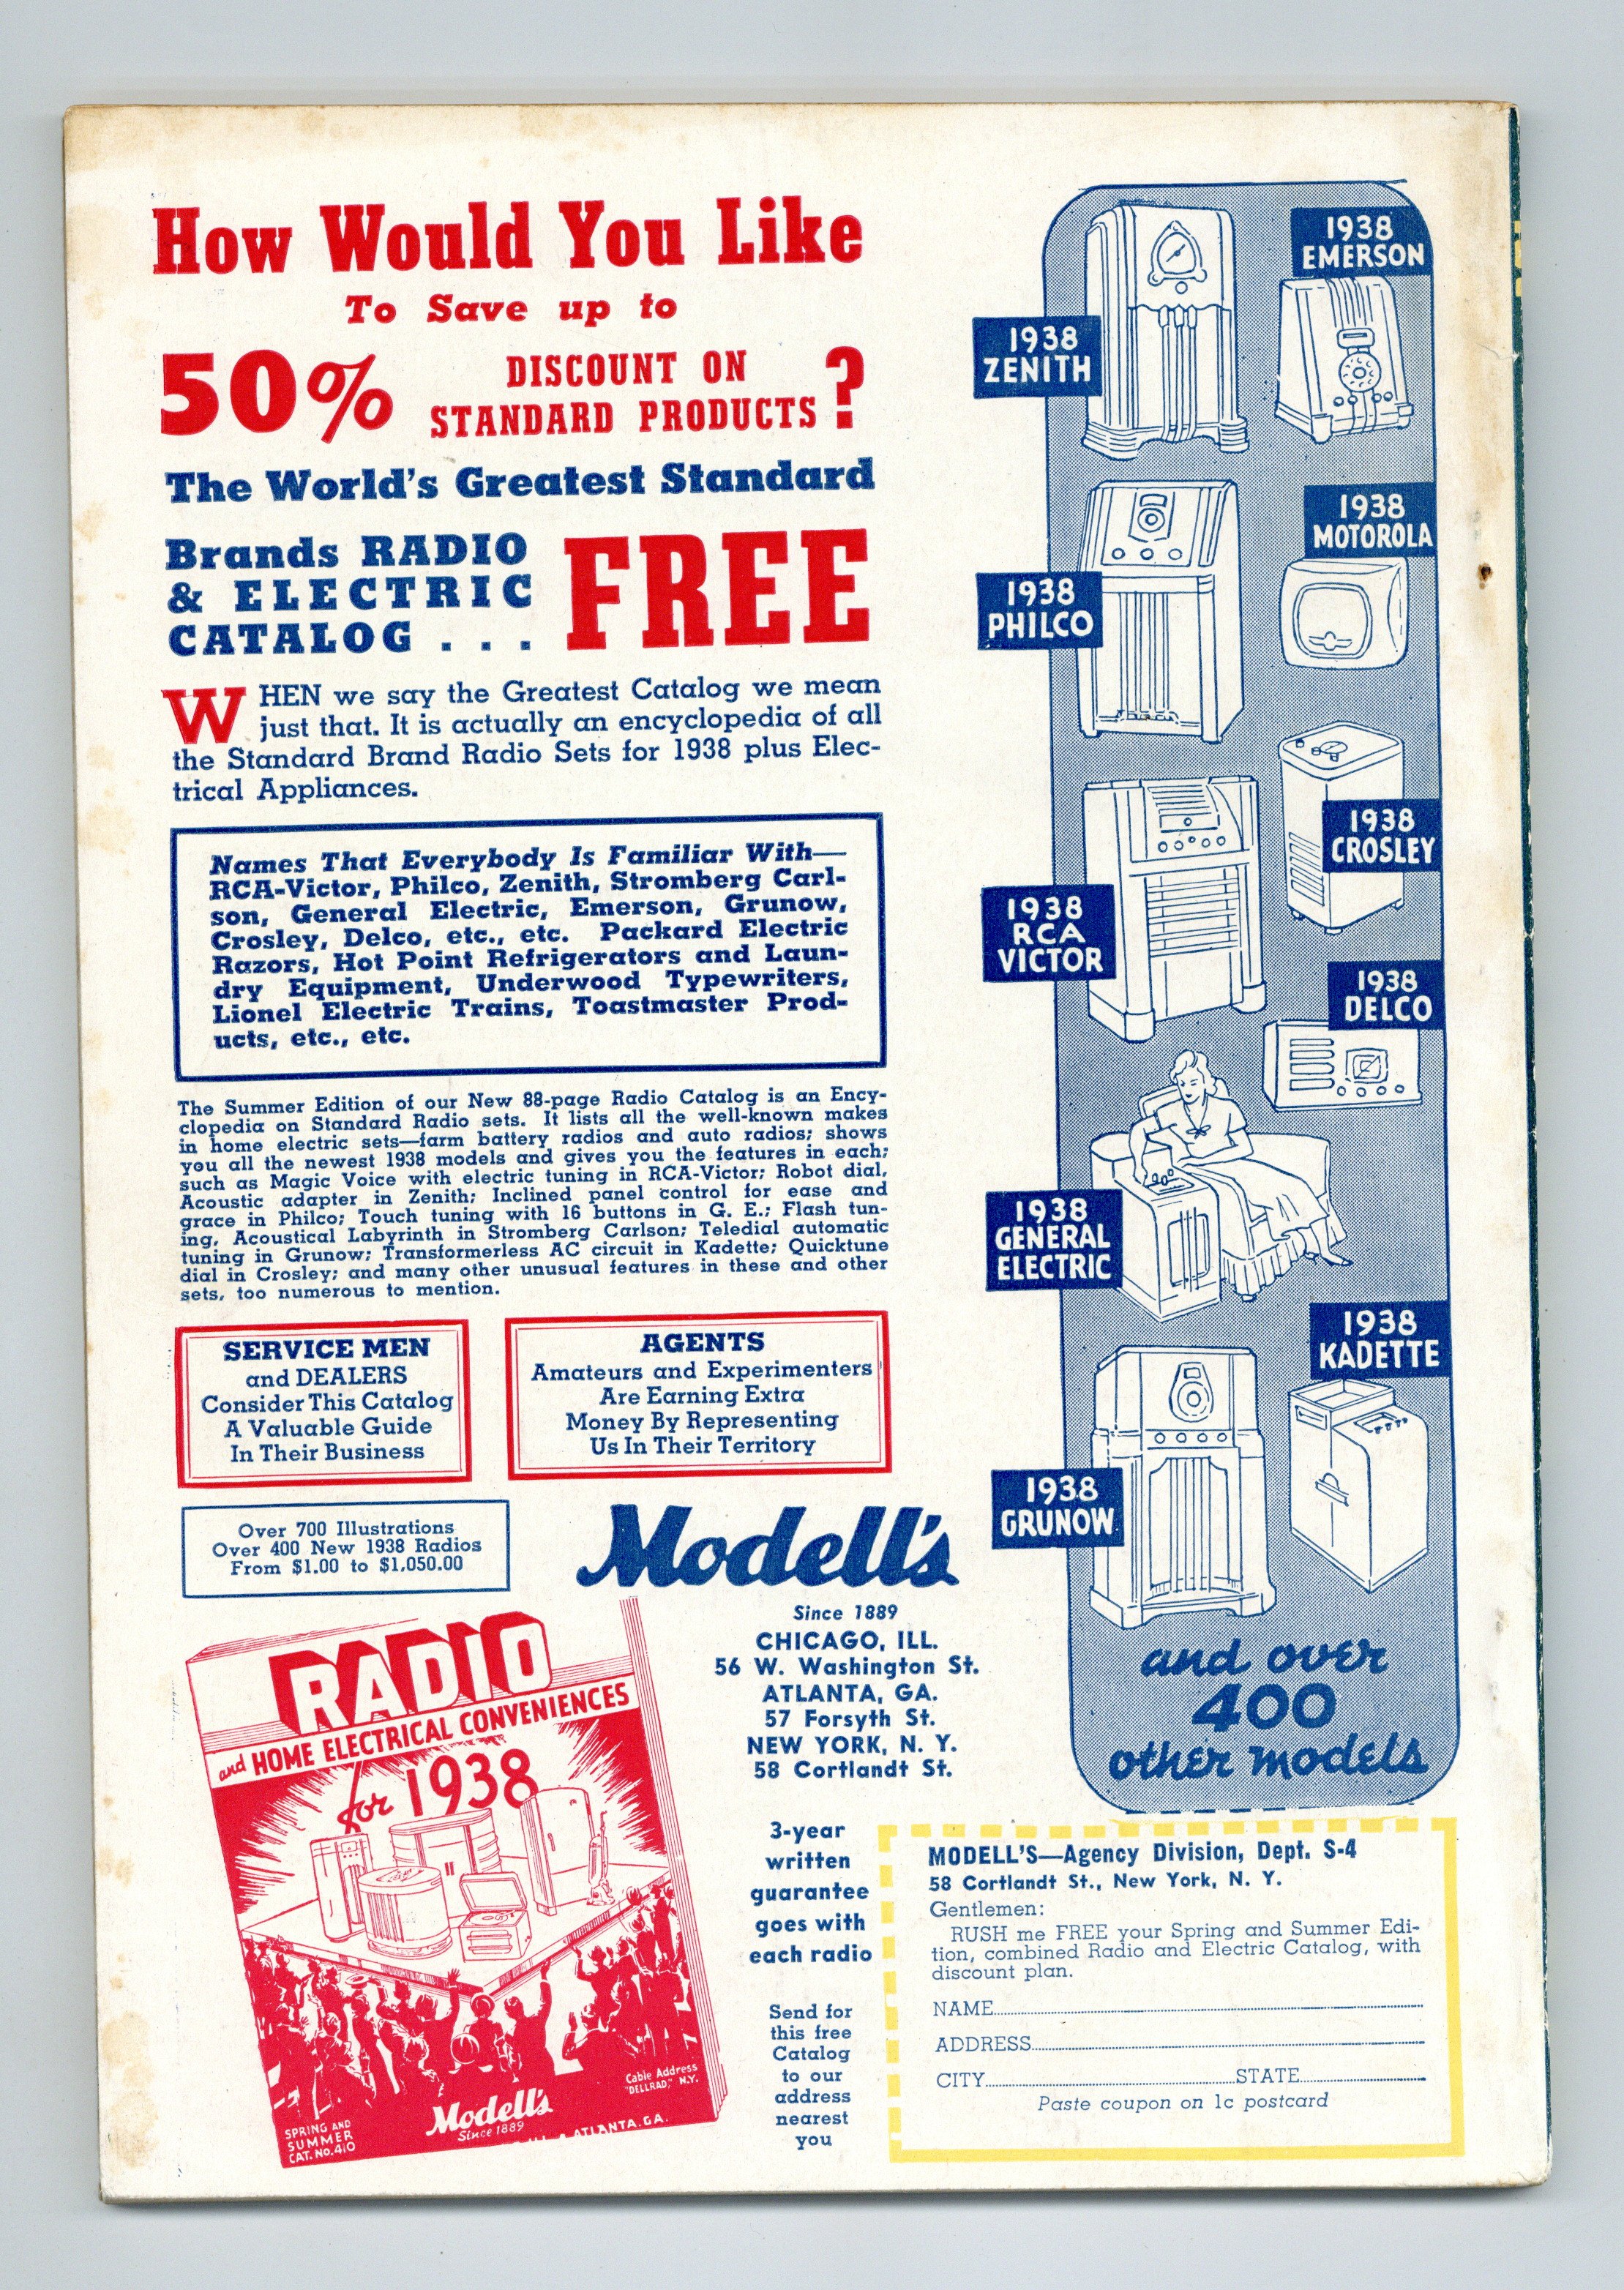 How Would You Like
To Save up to
50% DISCOUNT ON
STANDARD PRODUCTS ?
The World's Greatest Standard
Brands RADIO
& ELECTRIC
CATALOG . . .
FREE
WHEN we say the Greatest Catalog we mean
just that. It is actually an encyclopedia of all
the Standard Brand Radio Sets for 1938 plus Elec-
trical Appliances.
Names That Everybody Is Familiar With—
RCA-Victor, Philco, Zenith, Stromberg Carl-
son, General Electric, Emerson, Grunow,
Crosley, Delco, etc., etc. Packard Electric
Razors, Hot Point Refrigerators and Laun-
dry Equipment, Underwood Typewriters,
Lionel Electric Trains, Toastmaster Prod-
ucts, etc., etc.
The Summer Edition of our New 88-page Radio Catalog is an Ency-
clopedia on Standard Radio sets. It lists all the well-known makes
in home electric sets—farm battery radios and auto radios; shows
you all the newest 1938 models and gives you the features in each;
such as Magic Voice with electric tuning in RCA-Victor; Robot dial,
Acoustic adapter in Zenith; Inclined panel control for ease and
grace in Philco; Touch tuning with 16 buttons in G. E.; Flash tun-
ing, Acoustical Labyrinth in Stromberg Carlson; Teledial automatic
tuning in Grunow; Transformerless AC circuit in Kadette; Quicktune
dial in Crosley; and many other unusual features in these and other
sets, too numerous to mention.
SERVICE MEN
and DEALERS
Consider This Catalog
A Valuable Guide
In Their Business
AGENTS
Amateurs and Experimenters
Are Earning Extra
Money By Representing
Us In Their Territory
Over 700 Illustrations
Over 400 New 1938 Radios
From $1.00 to $1,050.00
Modell's
Since 1889
CHICAGO, ILL.
56 W. Washington St.
ATLANTA, GA.
57 Forsyth St.
NEW YORK, N. Y.
58 Cortlandt St.
RADIO
and HOME ELECTRICAL CONVENIENCES
for 1938
SPRING AND
SUMMER
CAT. No.410
Modell's
Since 1889
Cable Address
"DELLRAD," N.Y.
ATLANTA, GA.
3-year
written
guarantee
goes with
each radio
Send for
this free
Catalog
to our
address
nearest
you
1938
EMERSON
1938
ZENITH
1938
MOTOROLA
1938
PHILCO
1938
CROSLEY
1938
RCA
VICTOR
1938
DELCO
1938
GENERAL
ELECTRIC
1938
KADETTE
1938
GRUNOW
and over
400
other models
MODELL'S—Agency Division, Dept. S-4
58 Cortlandt St., New York, N. Y.
Gentlemen:
RUSH me FREE your Spring and Summer Edi-
tion, combined Radio and Electric Catalog, with
discount plan.
NAME
ADDRESS
CITY STATE
Paste coupon on 1c postcard